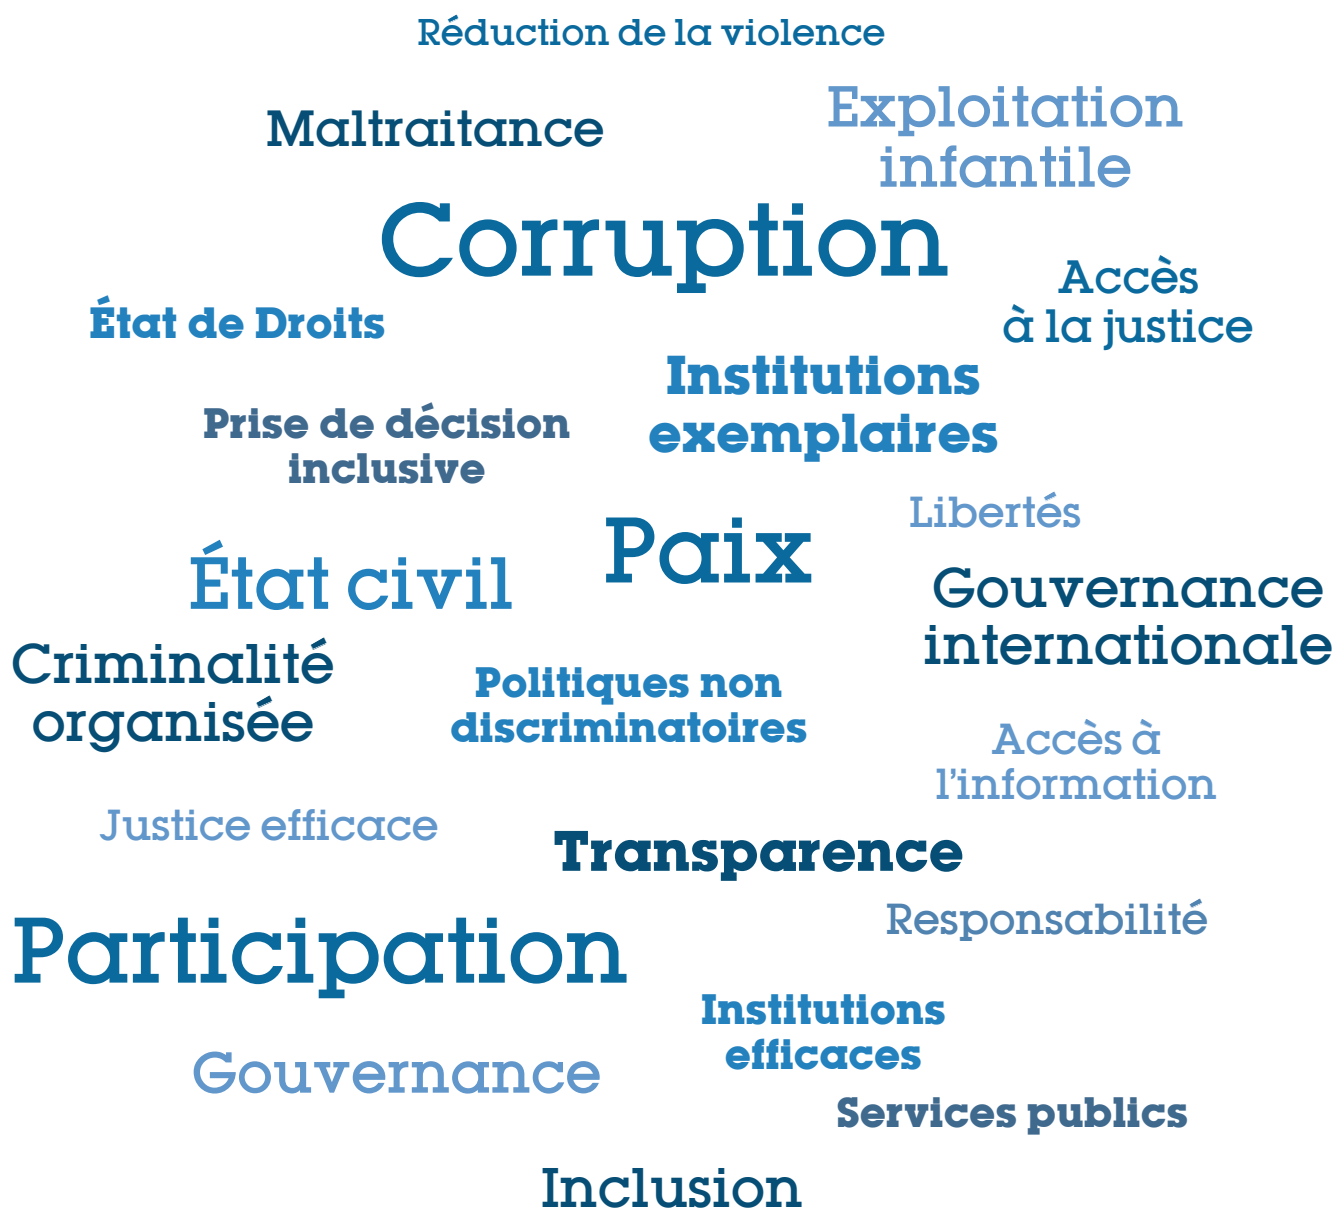 Réduction de la violence
Maltraitance
Exploitation
infantile
Corruption
Accès
à la justice
État de Droits
Institutions
exemplaires
Prise de décision
inclusive
Libertés
Paix
État civil
Gouvernance
internationale
Criminalité
organisée
Politiques non
discriminatoires
Accès à
l'information
Justice efficace
Transparence
Responsabilité
Participation
Institutions
efficaces
Gouvernance
Services publics
Inclusion